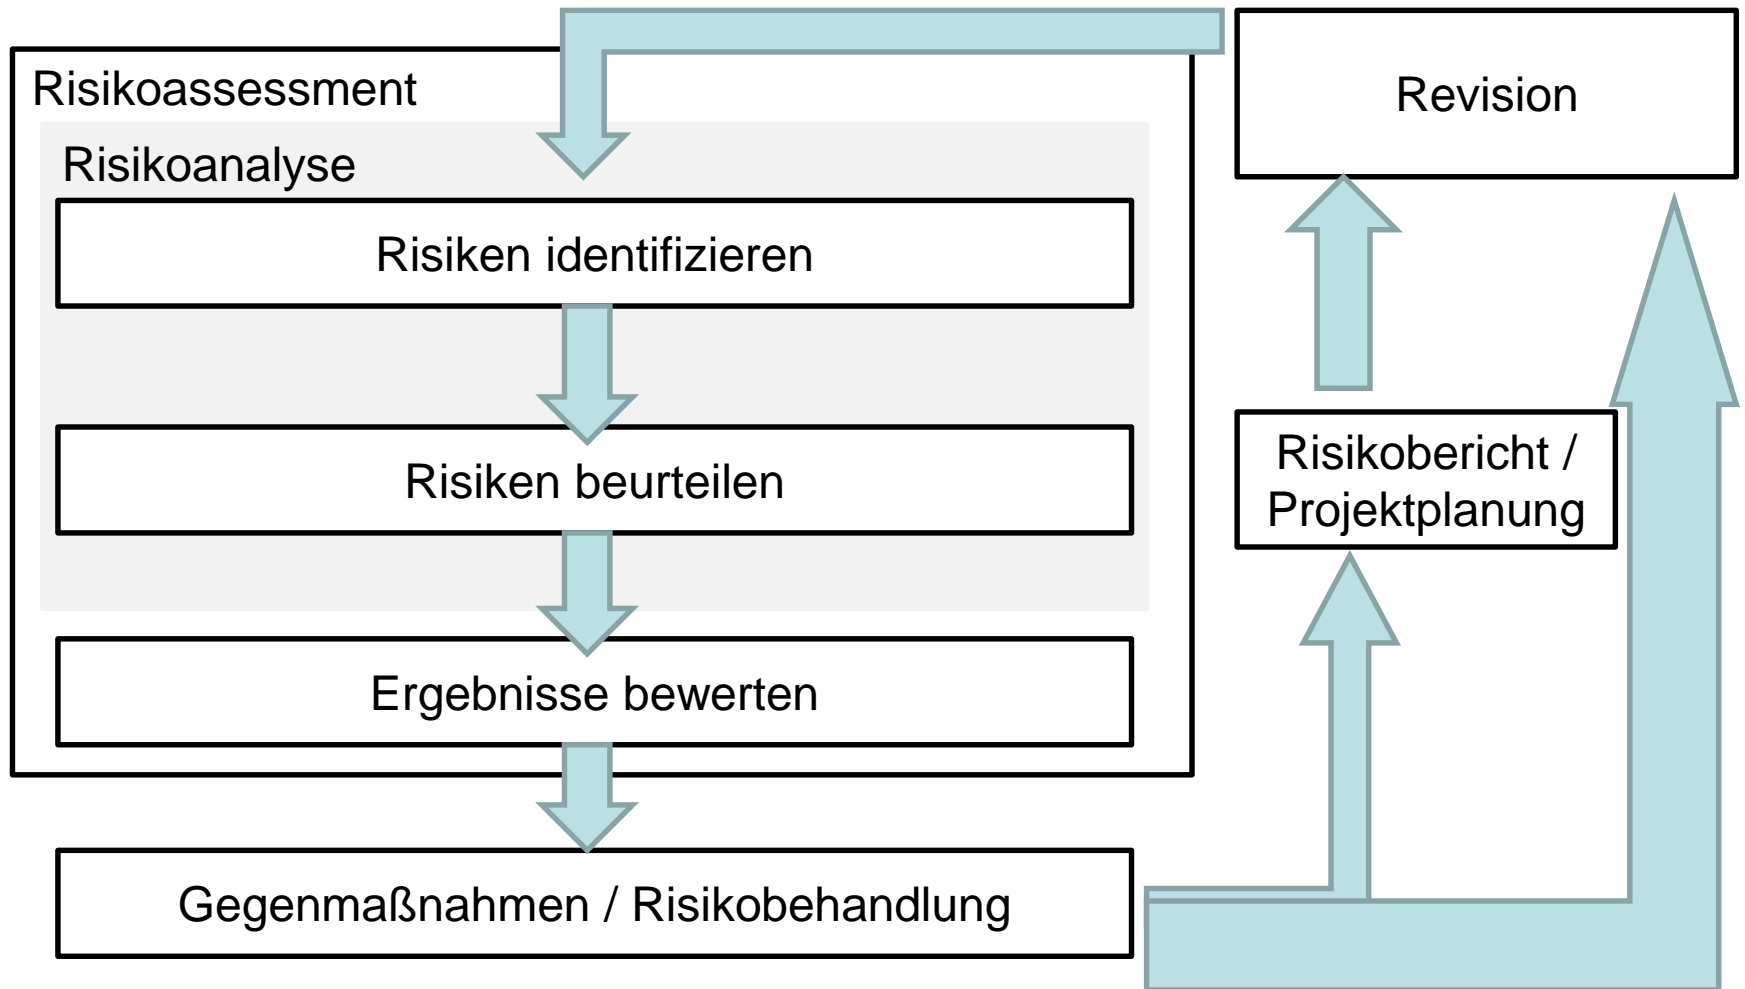 Risikoassessment
Risikoanalyse
Risiken identifizieren
Risiken beurteilen
Ergebnisse bewerten
Gegenmaßnahmen / Risikobehandlung
Revision
Risikobericht /
Projektplanung